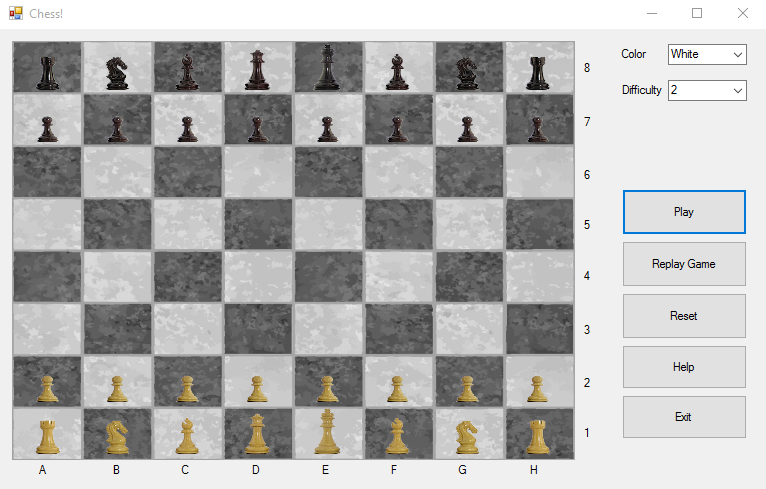 Chess!
Color White
8
Difficulty 2
7
6
Play
5
Replay Game
4
Reset
3
Help
2
Exit
1
A B C D E F G H